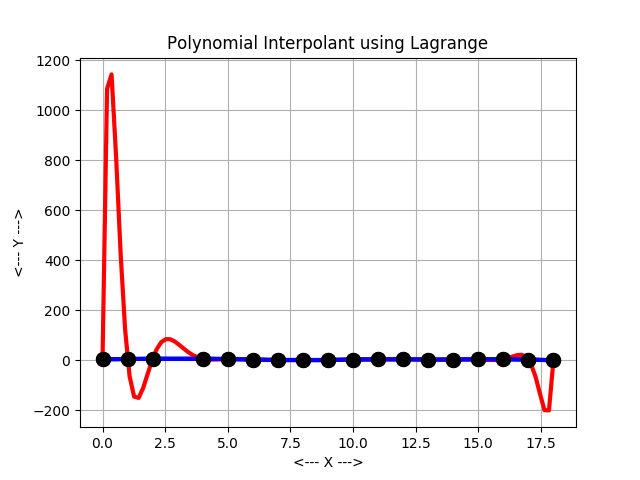 Polynomial Interpolant using Lagrange
1200
1000
800
600
400
200
0
−200
<--- Y --->
0.0 2.5 5.0 7.5 10.0 12.5 15.0 17.5
<--- X --->